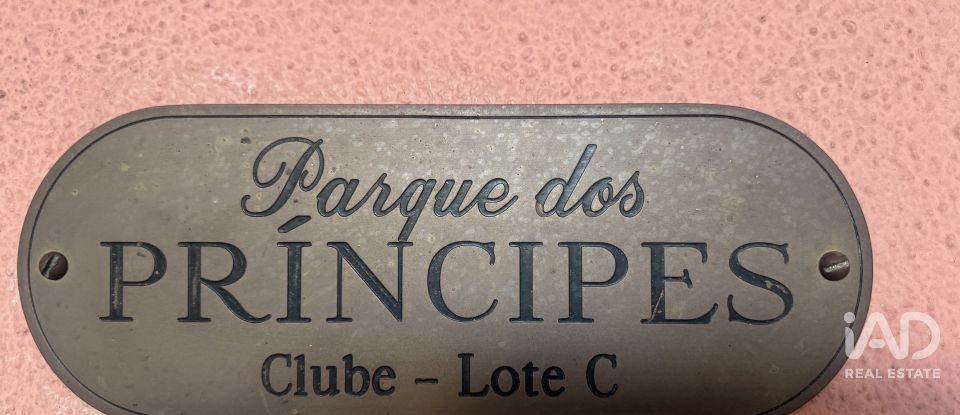 Parque dos
PRÍNCIPES
Clube - Lote C
iAD
REAL ESTATE